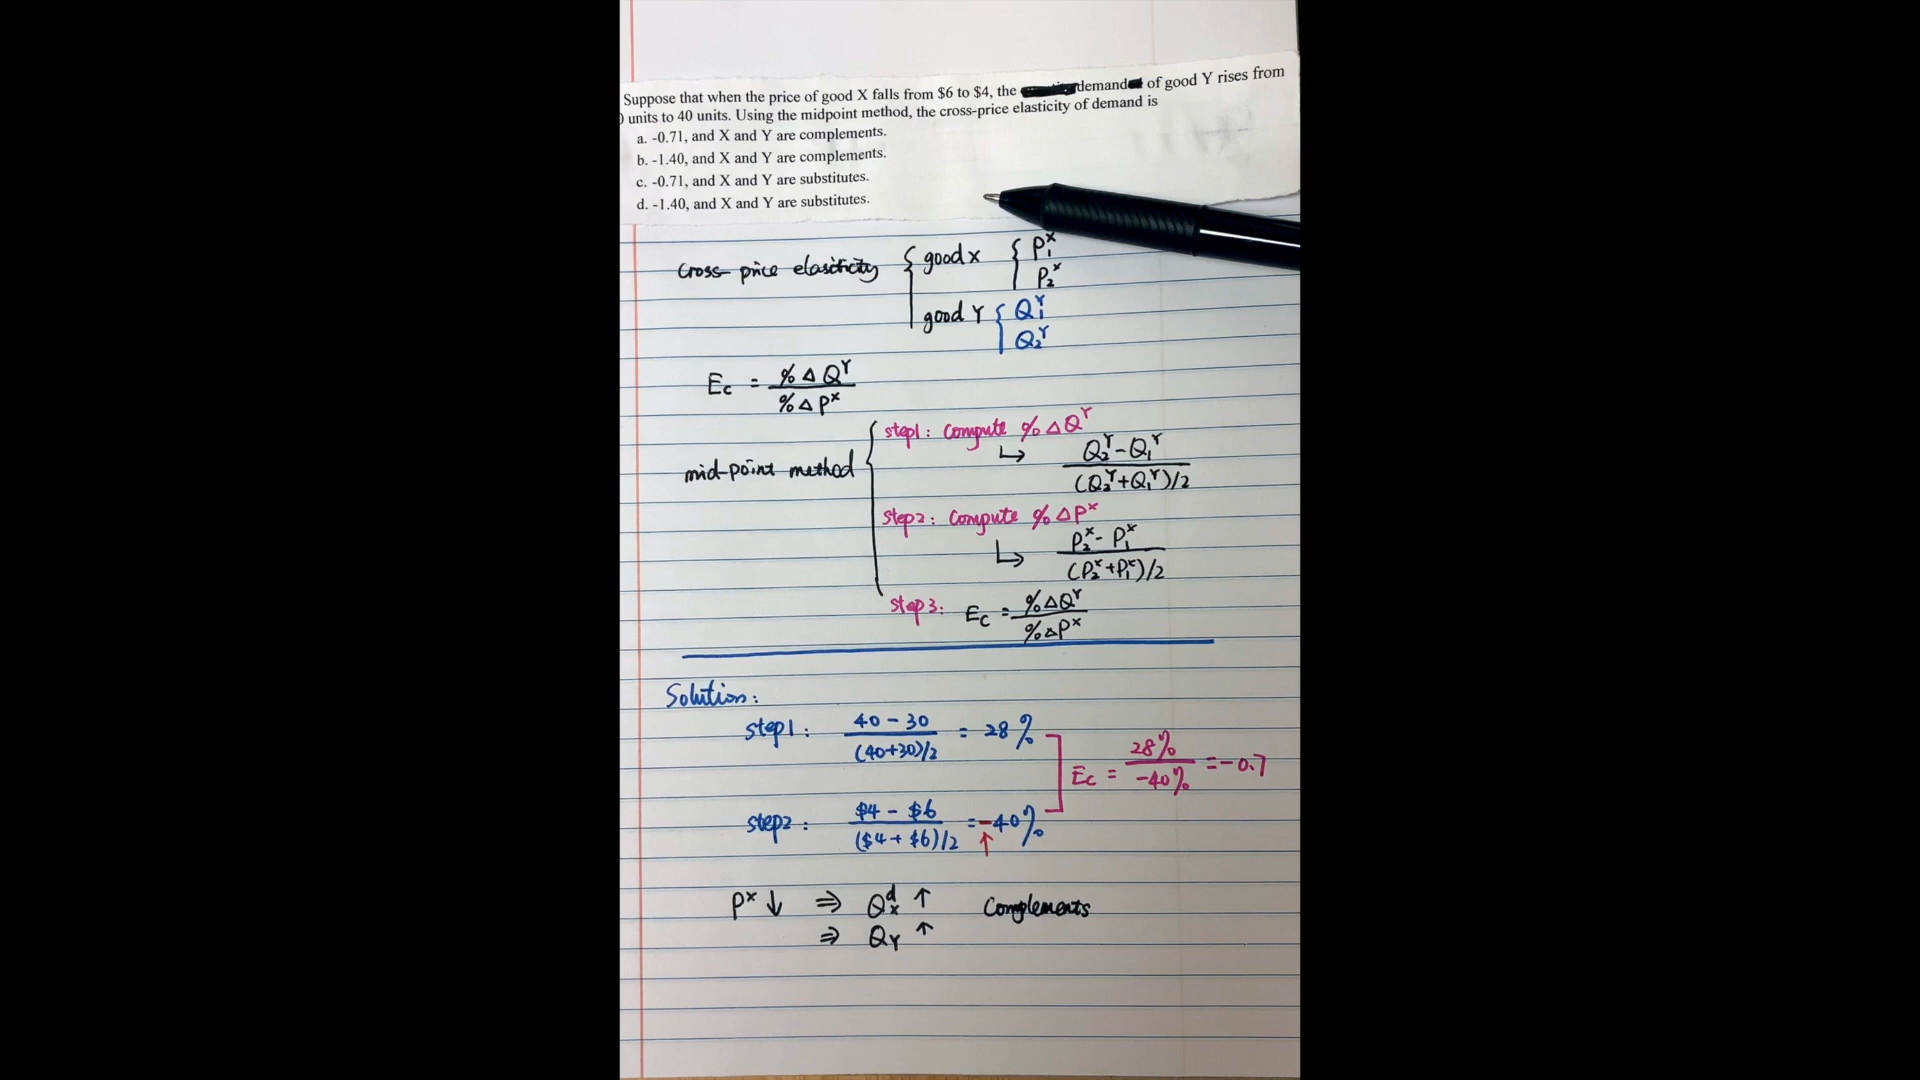 Suppose that when the price of good X falls from $6 to $4, the demand of good Y rises from
0 units to 40 units. Using the midpoint method, the cross-price elasticity of demand is
a. -0.71, and X and Y are complements.
b. -1.40, and X and Y are complements.
c. -0.71, and X and Y are substitutes.
d. -1.40, and X and Y are substitutes.
Cross-price elasticity { good X { P₁ˣ
P₂ˣ
good Y { Q₁ʸ
Q₂ʸ
Ec = %ΔQʸ / %ΔPˣ
mid-point method {
step1: Compute %ΔQʸ
↳ Q₂ʸ-Q₁ʸ / (Q₂ʸ+Q₁ʸ)/2
step2: Compute %ΔPˣ
↳ P₂ˣ-P₁ˣ / (P₂ˣ+P₁ˣ)/2
step3: Ec = %ΔQʸ / %ΔPˣ
Solution:
step1: 40-30 / (40+30)/2 = 28%
Ec = 28% / -40% = -0.7
step2: $4-$6 / ($4+$6)/2 = -40%
↑
Pˣ↓ ⇒ Qₓᵈ ↑ Complements
⇒ QY ↑